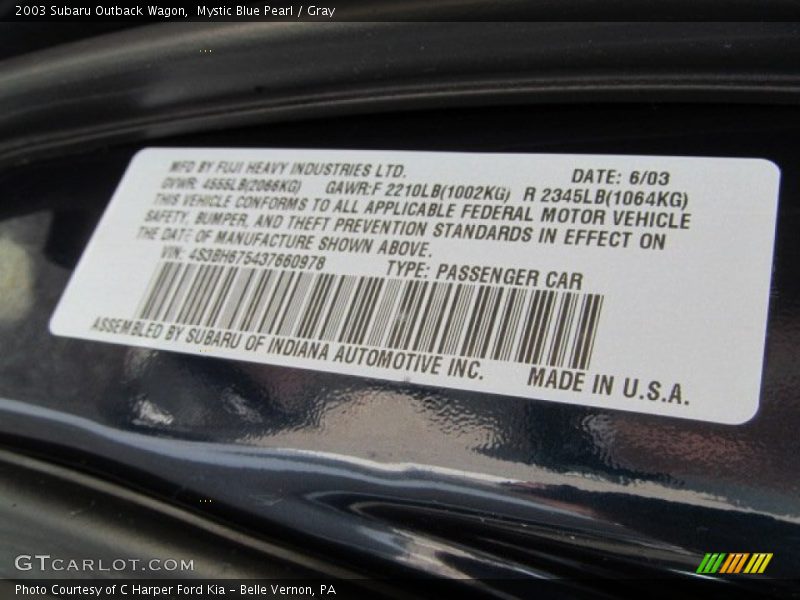 2003 Subaru Outback Wagon,  Mystic Blue Pearl / Gray
MFD BY FUJI HEAVY INDUSTRIES LTD. DATE: 6/03
GVWR: 4555LB(2066KG) GAWR:F 2210LB(1002KG) R 2345LB(1064KG)
THIS VEHICLE CONFORMS TO ALL APPLICABLE FEDERAL MOTOR VEHICLE
SAFETY, BUMPER, AND THEFT PREVENTION STANDARDS IN EFFECT ON
THE DATE OF MANUFACTURE SHOWN ABOVE.
VIN: 4S3BH675437660978 TYPE: PASSENGER CAR
ASSEMBLED BY SUBARU OF INDIANA AUTOMOTIVE INC. MADE IN U.S.A.
GTCARLOT.COM
Photo Courtesy of C Harper Ford Kia – Belle Vernon, PA